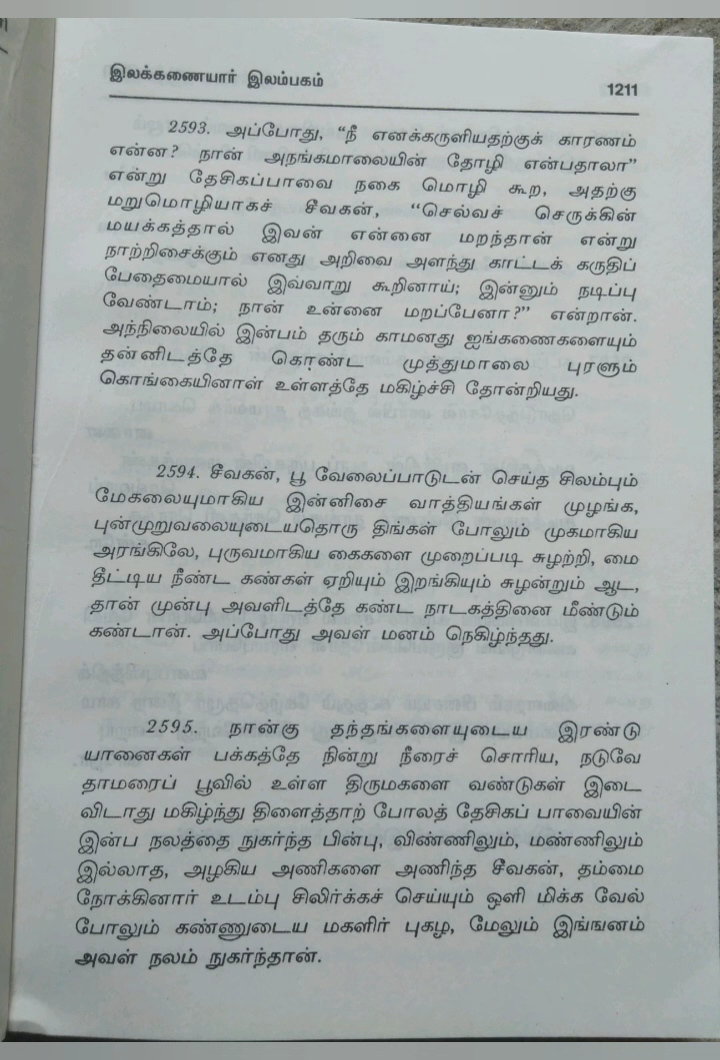 இலக்கணையார் இலம்பகம்
1211
2593. அப்போது, “நீ எனக்கருளியதற்குக் காரணம்
என்ன? நான் அநங்கமாலையின் தோழி என்பதாலா”
என்று தேசிகப்பாவை நகை மொழி கூற, அதற்கு
மறுமொழியாகச் சீவகன், “செல்வச் செருக்கின்
மயக்கத்தால் இவன் என்னை மறந்தான் என்று
நாற்றிசைக்கும் எனது அறிவை அளந்து காட்டக் கருதிப்
பேதைமையால் இவ்வாறு கூறினாய்; இன்னும் நடிப்பு
வேண்டாம்; நான் உன்னை மறப்பேனா?” என்றான்.
அந்நிலையில் இன்பம் தரும் காமனது ஐங்கணைகளையும்
தன்னிடத்தே கொண்ட முத்துமாலை புரளும்
கொங்கையினாள் உள்ளத்தே மகிழ்ச்சி தோன்றியது.
2594. சீவகன், பூ வேலைப்பாடுடன் செய்த சிலம்பும்
மேகலையுமாகிய இன்னிசை வாத்தியங்கள் முழங்க,
புன்முறுவலையுடையதொரு திங்கள் போலும் முகமாகிய
அரங்கிலே, புருவமாகிய கைகளை முறைப்படி சுழற்றி, மை
தீட்டிய நீண்ட கண்கள் ஏறியும் இறங்கியும் சுழன்றும் ஆட,
தான் முன்பு அவளிடத்தே கண்ட நாடகத்தினை மீண்டும்
கண்டான். அப்போது அவள் மனம் நெகிழ்ந்தது.
2595. நான்கு தந்தங்களையுடைய இரண்டு
யானைகள் பக்கத்தே நின்று நீரைச் சொரிய, நடுவே
தாமரைப் பூவில் உள்ள திருமகளை வண்டுகள் இடை
விடாது மகிழ்ந்து திளைத்தாற் போலத் தேசிகப் பாவையின்
இன்ப நலத்தை நுகர்ந்த பின்பு, விண்ணிலும், மண்ணிலும்
இல்லாத, அழகிய அணிகளை அணிந்த சீவகன், தம்மை
நோக்கினார் உடம்பு சிலிர்க்கச் செய்யும் ஒளி மிக்க வேல்
போலும் கண்ணுடைய மகளிர் புகழ, மேலும் இங்ஙனம்
அவள் நலம் நுகர்ந்தான்.